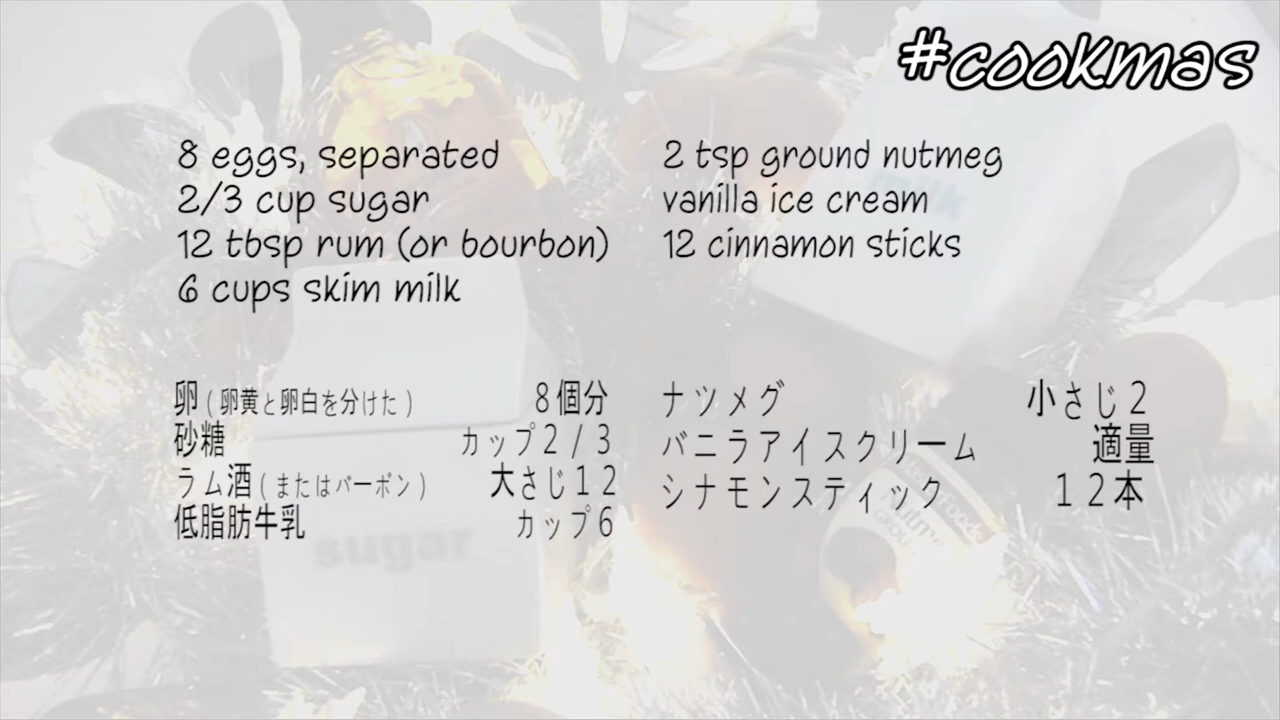 #cookmas
8 eggs, separated
2/3 cup sugar
12 tbsp rum (or bourbon)
6 cups skim milk
2 tsp ground nutmeg
vanilla ice cream
12 cinnamon sticks
卵(卵黄と卵白を分けた) 8個分
砂糖 カップ2/3
ラム酒(またはバーボン) 大さじ12
低脂肪牛乳 カップ6
ナツメグ 小さじ2
バニラアイスクリーム 適量
シナモンスティック 12本
sugar